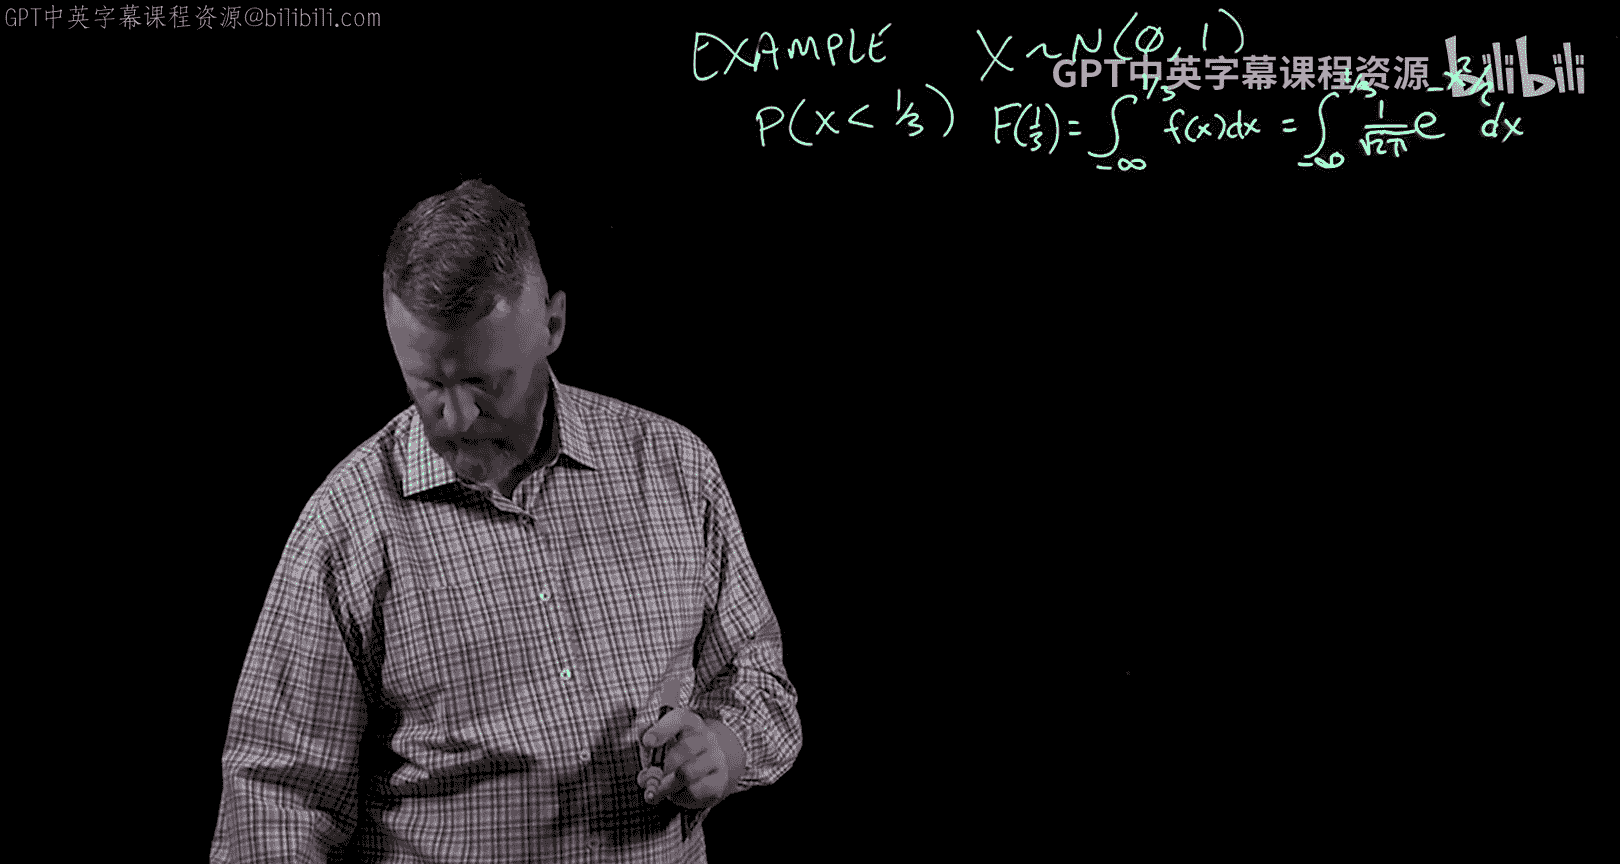 GPT中英字幕课程资源@bilibili.com
EXAMPLE X ~ N(0, 1)
GPT中英字幕课程资源 bilibili
P(X < 1/3) F(1/3) = ∫_{-∞}^{1/3} f(x)dx = ∫_{-∞}^{1/3} 1/√2π e^{-x²/2} dx